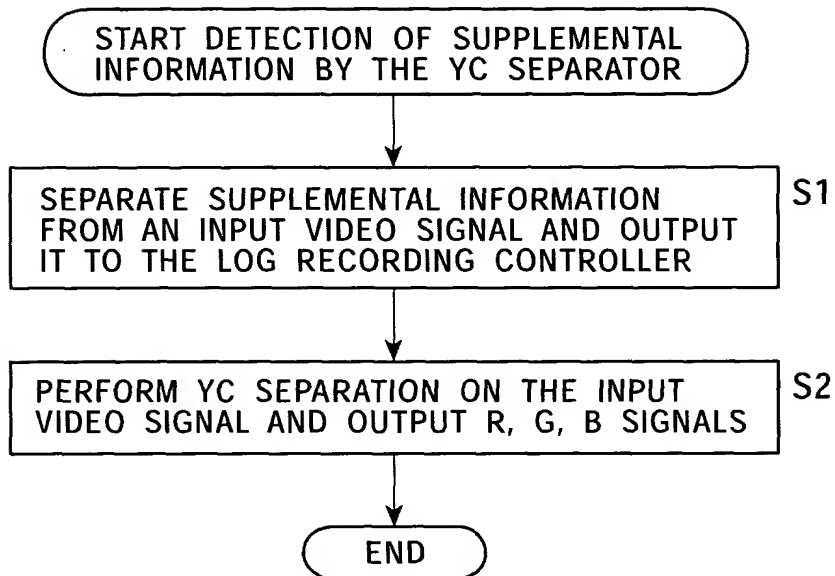 START DETECTION OF SUPPLEMENTAL
INFORMATION BY THE YC SEPARATOR
SEPARATE SUPPLEMENTAL INFORMATION
FROM AN INPUT VIDEO SIGNAL AND OUTPUT
IT TO THE LOG RECORDING CONTROLLER
S1
PERFORM YC SEPARATION ON THE INPUT
VIDEO SIGNAL AND OUTPUT R, G, B SIGNALS
S2
END